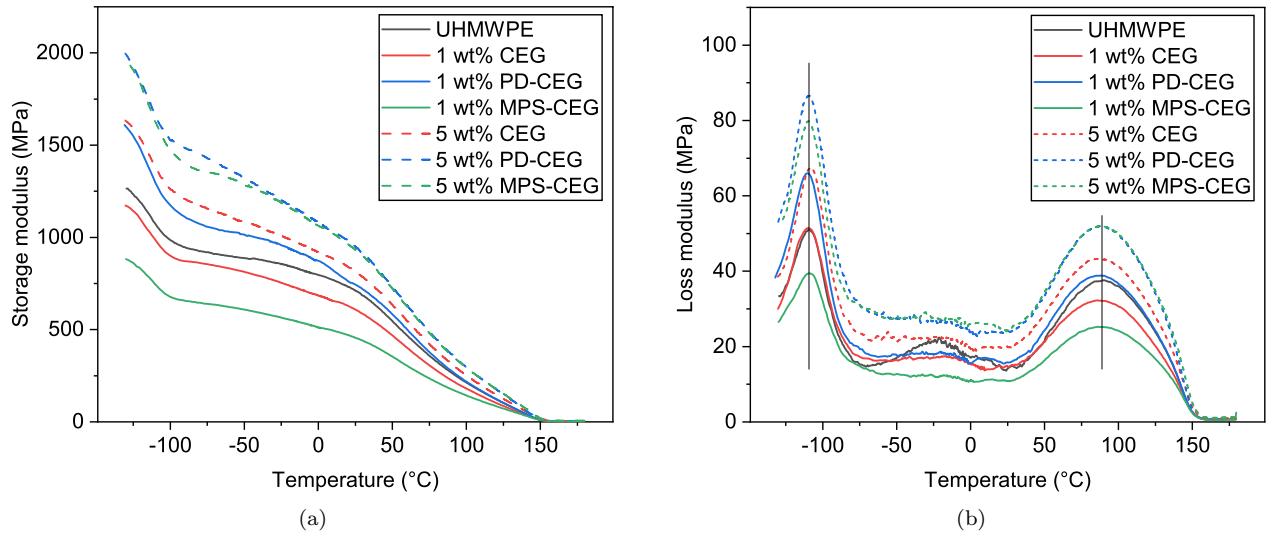 2000
1500
1000
500
0
Storage modulus (MPa)
-100
-50
0
50
100
150
Temperature (°C)
UHMWPE
1 wt% CEG
1 wt% PD-CEG
1 wt% MPS-CEG
5 wt% CEG
5 wt% PD-CEG
5 wt% MPS-CEG
(a)
100
80
60
40
20
0
Loss modulus (MPa)
-100
-50
0
50
100
150
Temperature (°C)
UHMWPE
1 wt% CEG
1 wt% PD-CEG
1 wt% MPS-CEG
5 wt% CEG
5 wt% PD-CEG
5 wt% MPS-CEG
(b)